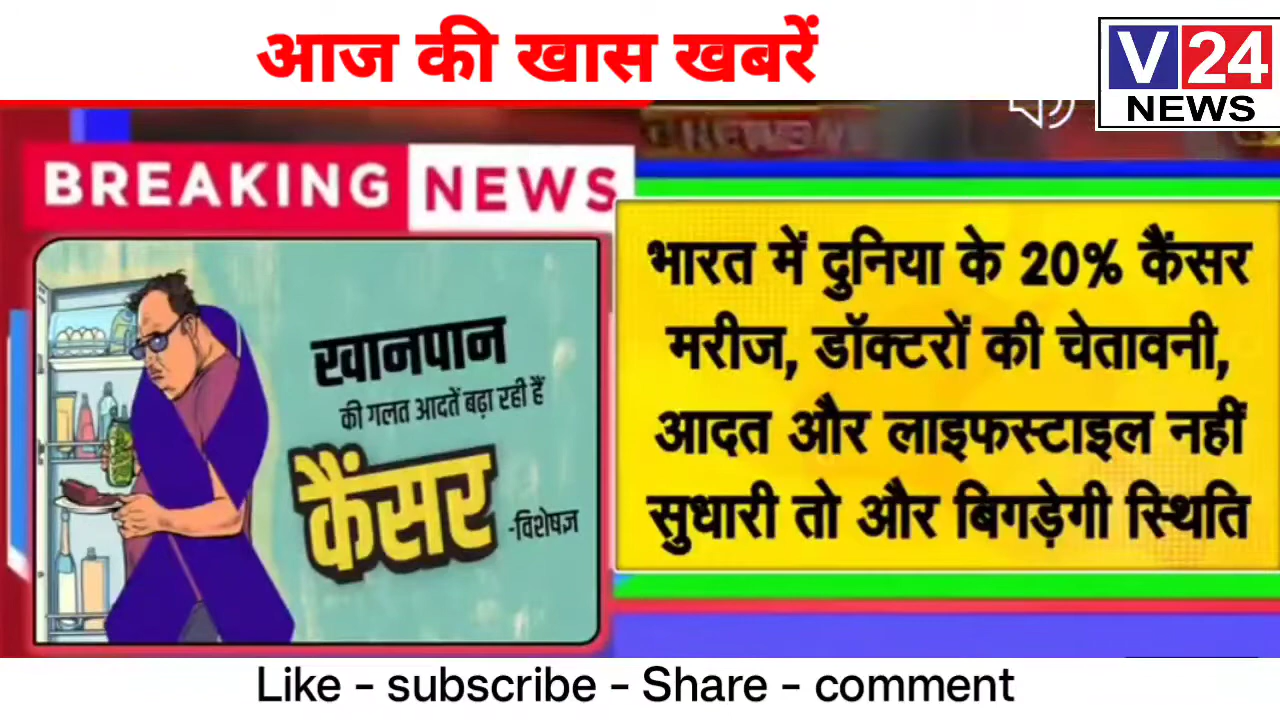 आज की खास खबरें
V 24
NEWS
BREAKING NEWS
खानपान
की गलत आदतें बढ़ा रही हैं
कैंसर
-विशेषज्ञ
भारत में दुनिया के 20% कैंसर
मरीज, डॉक्टरों की चेतावनी,
आदत और लाइफस्टाइल नहीं
सुधारी तो और बिगड़ेगी स्थिति
Like - subscribe - Share - comment